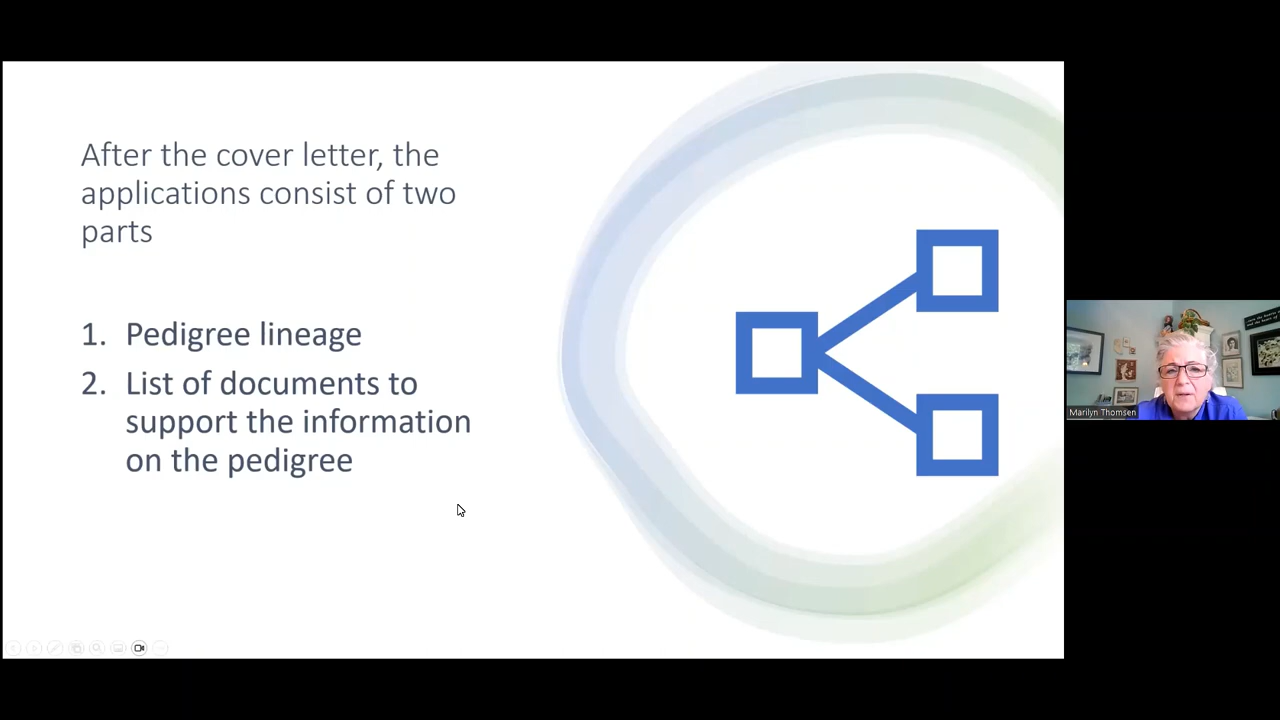 After the cover letter, the
applications consist of two
parts
1. Pedigree lineage
2. List of documents to
support the information
on the pedigree
Marilyn Thomsen